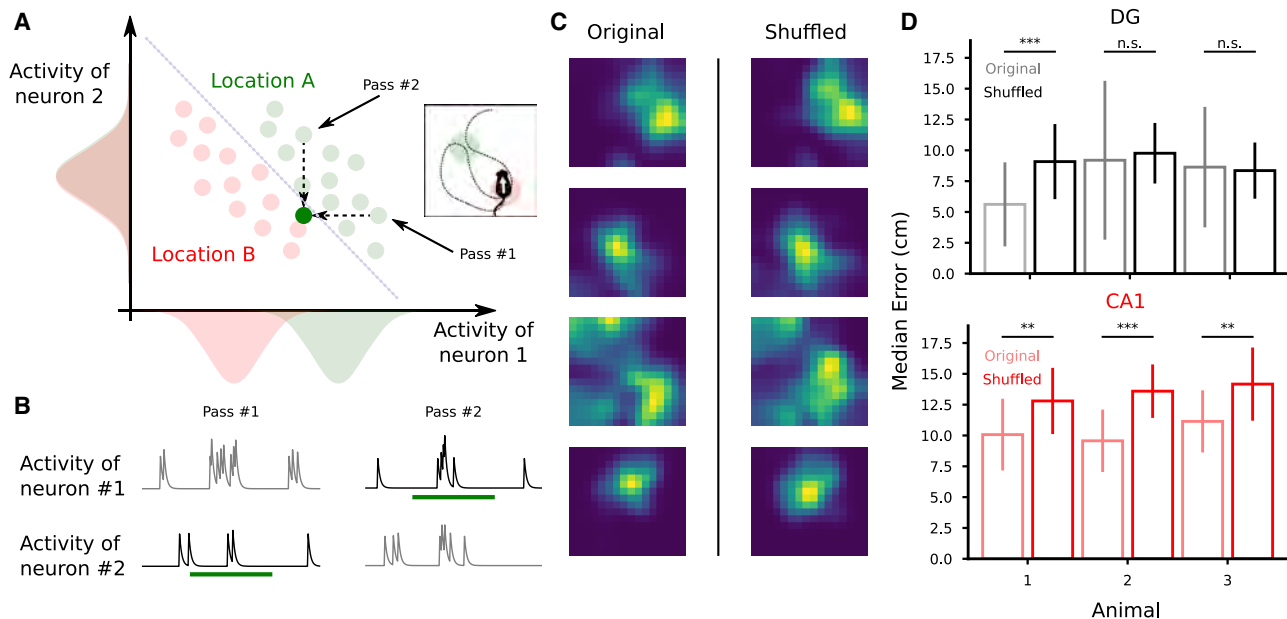 A
Activity of
neuron 2
Location A
Pass #2
Location B
Pass #1
Activity of
neuron 1
B
Pass #1
Pass #2
Activity of
neuron #1
Activity of
neuron #2
C
Original
Shuffled
D
DG
17.5
15.0
12.5
10.0
7.5
5.0
2.5
0.0
***
n.s.
n.s.
Original
Shuffled
Median Error (cm)
CA1
17.5
15.0
12.5
10.0
7.5
5.0
2.5
0.0
**
***
**
Original
Shuffled
1
2
3
Animal